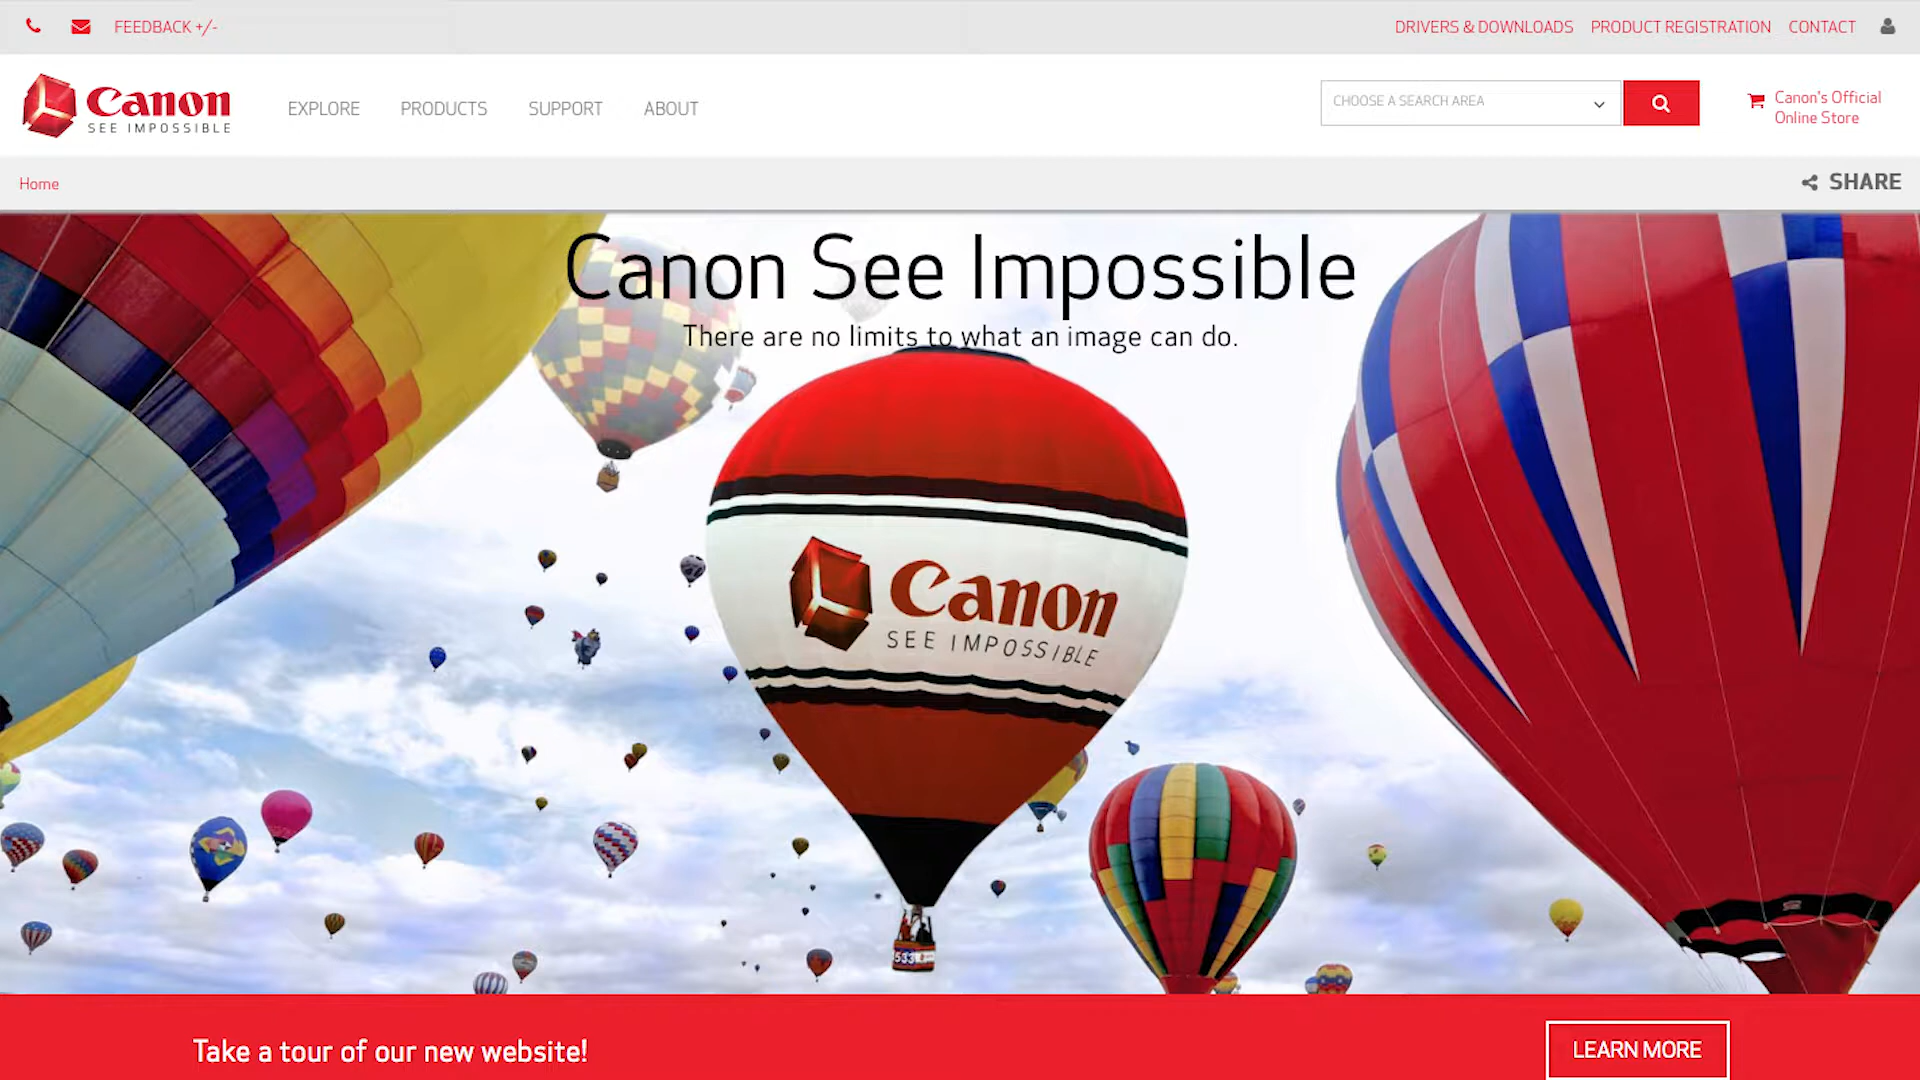 FEEDBACK +/-
DRIVERS & DOWNLOADS PRODUCT REGISTRATION CONTACT
Canon
SEE IMPOSSIBLE
EXPLORE PRODUCTS SUPPORT ABOUT
CHOOSE A SEARCH AREA
Canon's Official
Online Store
Home
SHARE
Canon See Impossible
There are no limits to what an image can do.
Canon
SEE IMPOSSIBLE
533
Take a tour of our new website!
LEARN MORE